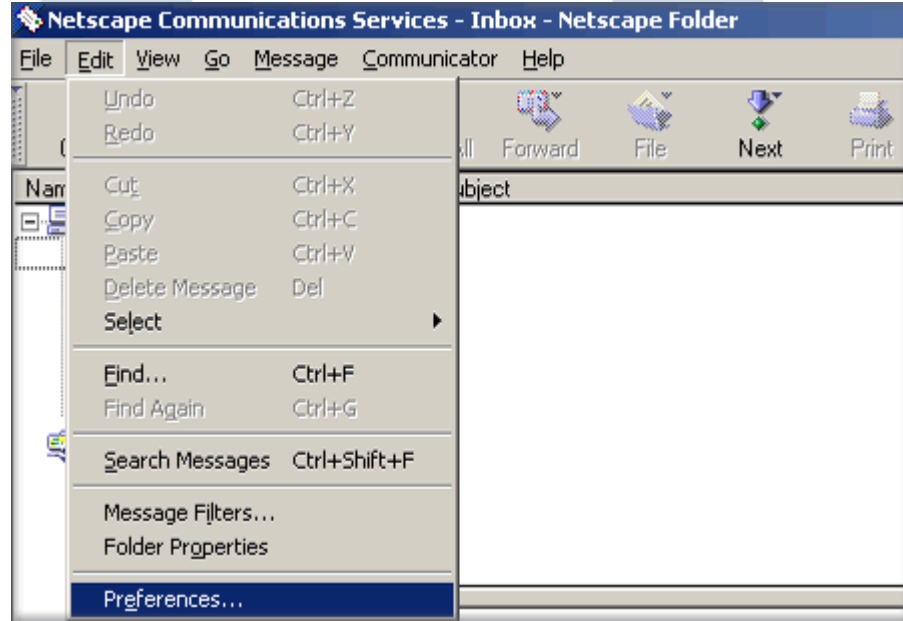 Netscape Communications Services - Inbox - Netscape Folder
File Edit View Go Message Communicator Help
Undo Ctrl+Z
Redo Ctrl+Y
Forward File Next Print
Cut Ctrl+X
Copy Ctrl+C
Paste Ctrl+V
Delete Message Del
Select
Find... Ctrl+F
Find Again Ctrl+G
Search Messages Ctrl+Shift+F
Message Filters...
Folder Properties
Preferences...